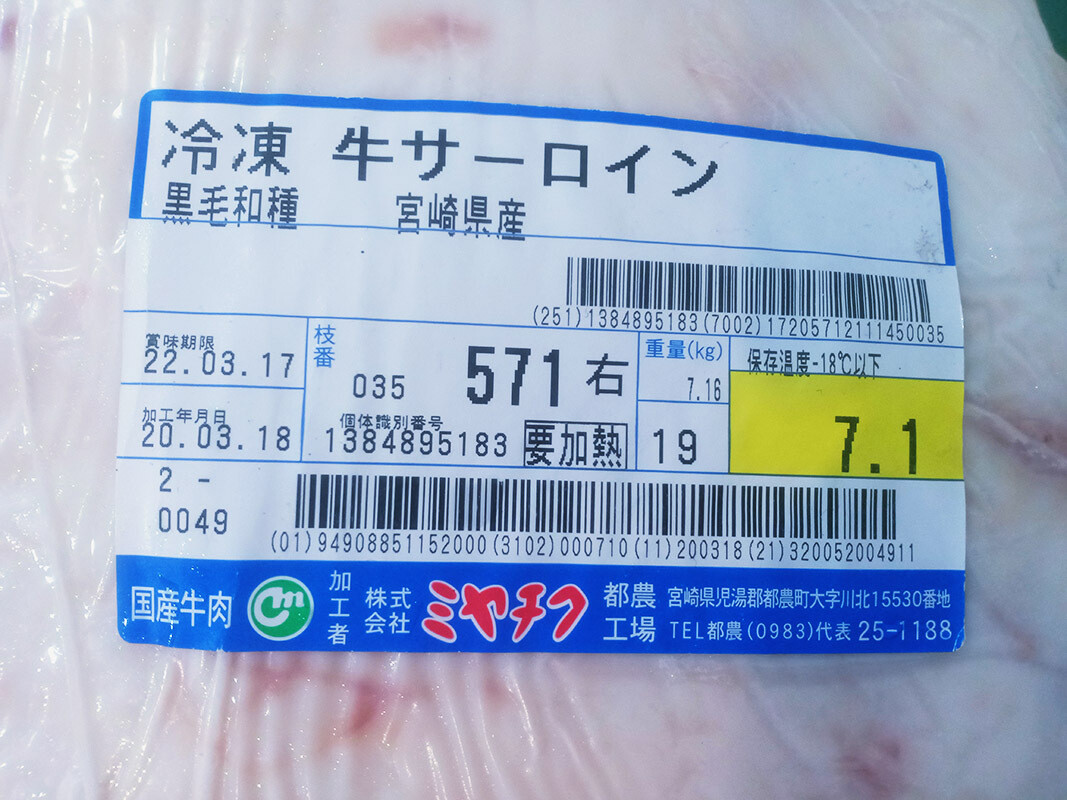 冷凍 牛サーロイン
黒毛和種 宮崎県産
(251)1384895183(7002)17205712111450035
賞味期限
22.03.17
枝番
035 571右
重量(kg)
7.16
保存温度-18℃以下
加工年月日
20.03.18
個体識別番号
1384895183
要加熱
19
7.1
2 -
0049
(01)94908851152000(3102)000710(11)200318(21)320052004911
国産牛肉
cm
加工者
株式会社
ミヤチク
都農工場
宮崎県児湯郡都農町大字川北15530番地
TEL都農(0983)代表25-1138